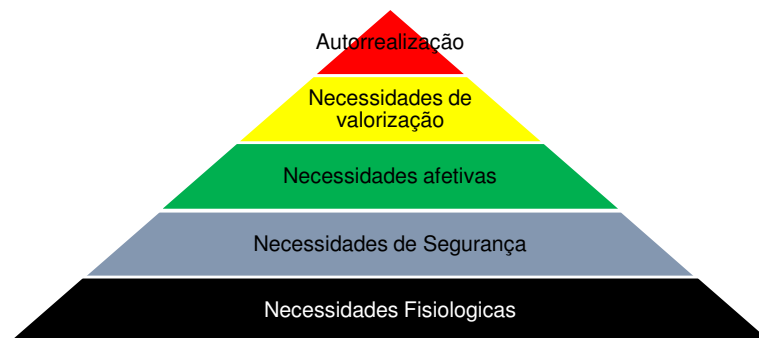 Autorrealização
Necessidades de
valorização
Necessidades afetivas
Necessidades de Segurança
Necessidades Fisiologicas